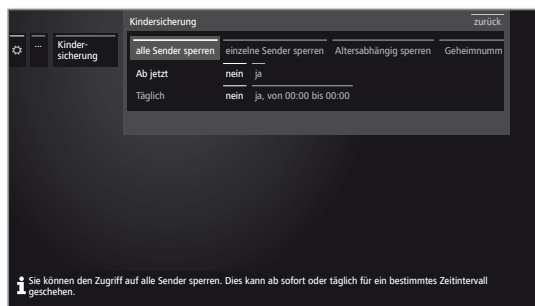 Kindersicherung zurück
... Kinder-
sicherung
alle Sender sperren einzelne Sender sperren Altersabhängig sperren Geheimnumm
Ab jetzt nein ja
Täglich nein ja, von 00:00 bis 00:00
i Sie können den Zugriff auf alle Sender sperren. Dies kann ab sofort oder täglich für ein bestimmtes Zeitintervall
geschehen.